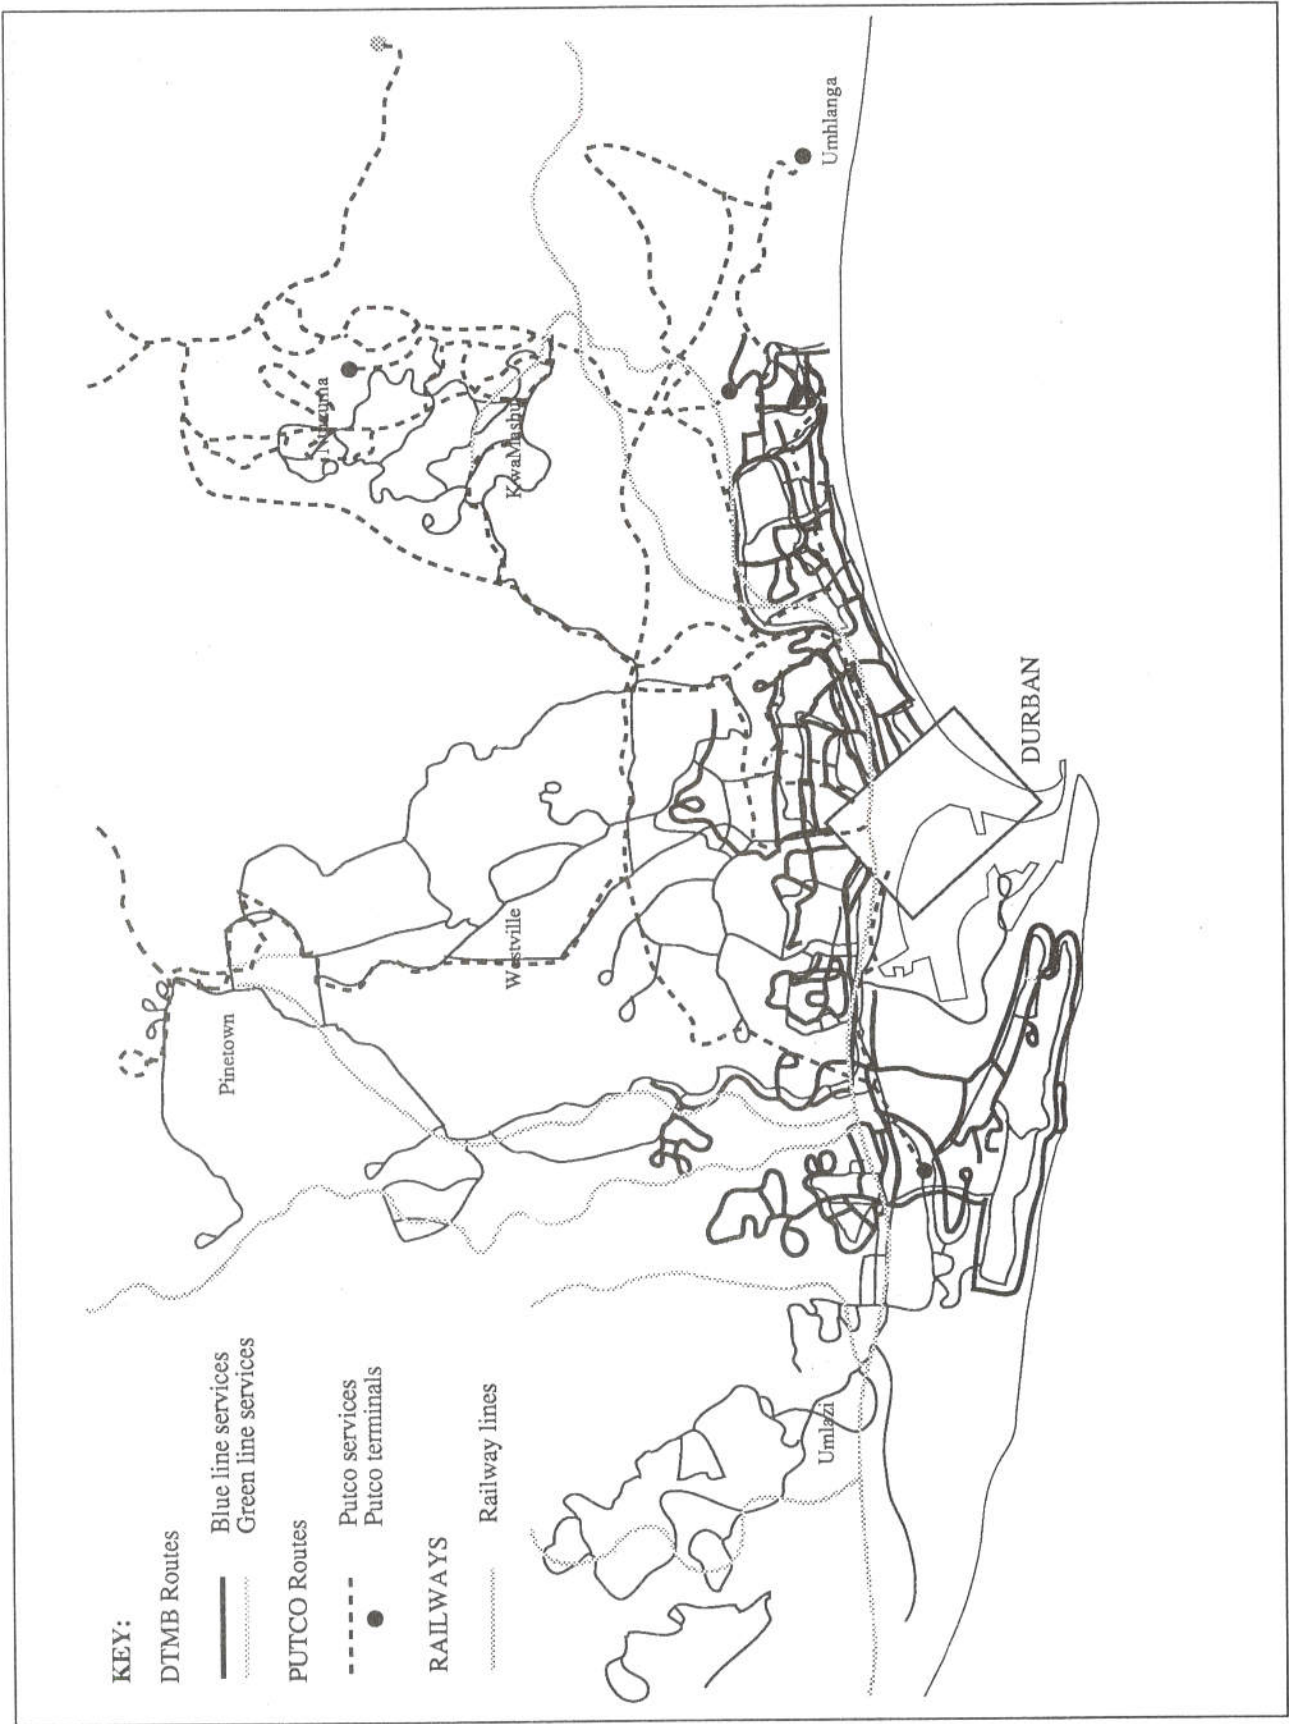 KEY:
DTMB Routes
Blue line services
Green line services
PUTCO Routes
Putco services
Putco terminals
RAILWAYS
Railway lines
Pinetown
Westville
Ntuzuma
KwaMashu
Umhlanga
Umlazi
DURBAN